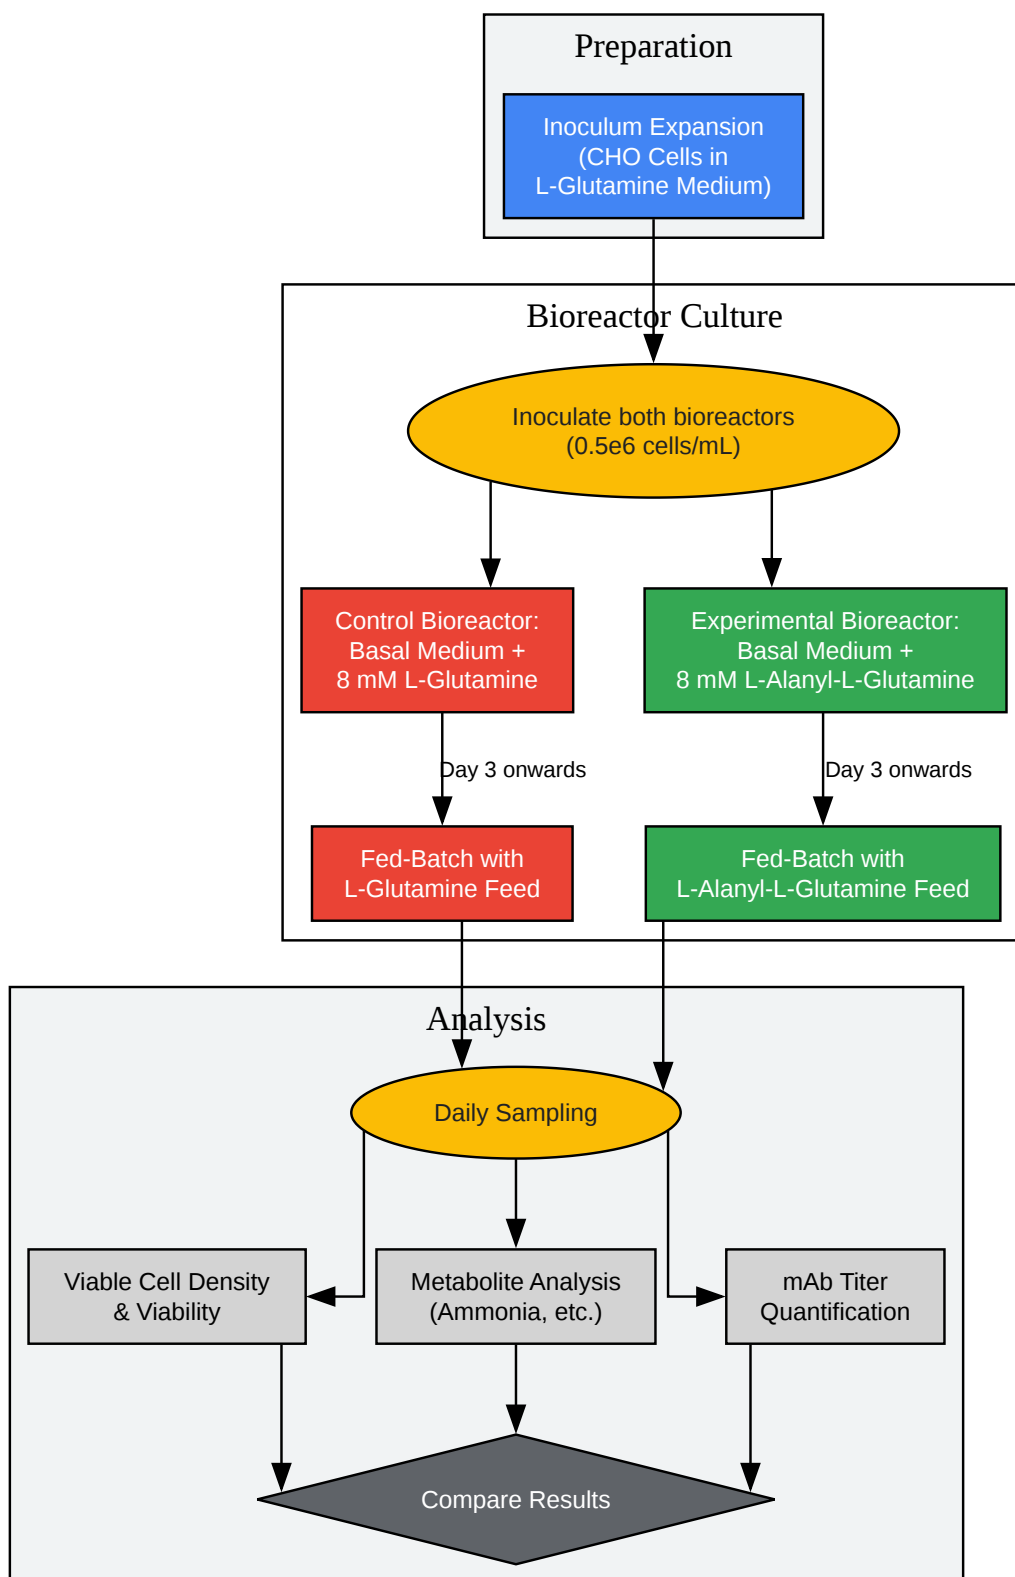 Preparation
Inoculum Expansion
(CHO Cells in
L-Glutamine Medium)
Bioreactor Culture
Inoculate both bioreactors
(0.5e6 cells/mL)
Control Bioreactor:
Basal Medium +
8 mM L-Glutamine
Experimental Bioreactor:
Basal Medium +
8 mM L-Alanyl-L-Glutamine
Day 3 onwards
Day 3 onwards
Fed-Batch with
L-Glutamine Feed
Fed-Batch with
L-Alanyl-L-Glutamine Feed
Analysis
Daily Sampling
Viable Cell Density
& Viability
Metabolite Analysis
(Ammonia, etc.)
mAb Titer
Quantification
Compare Results